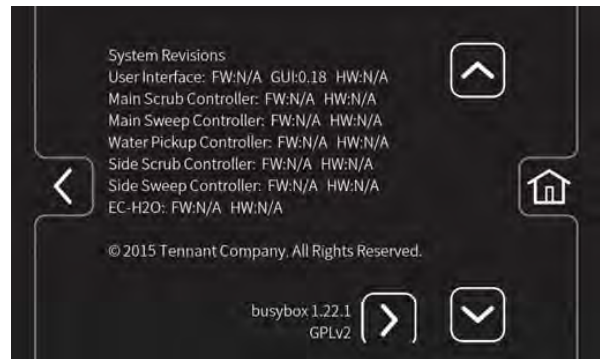 System Revisions
User Interface: FW:N/A GUI:0.18 HW:N/A
Main Scrub Controller: FW:N/A HW:N/A
Main Sweep Controller: FW:N/A HW:N/A
Water Pickup Controller: FW:N/A HW:N/A
Side Scrub Controller: FW:N/A HW:N/A
Side Sweep Controller: FW:N/A HW:N/A
EC-H2O: FW:N/A HW:N/A
© 2015 Tennant Company. All Rights Reserved.
busybox 1.22.1
GPLv2